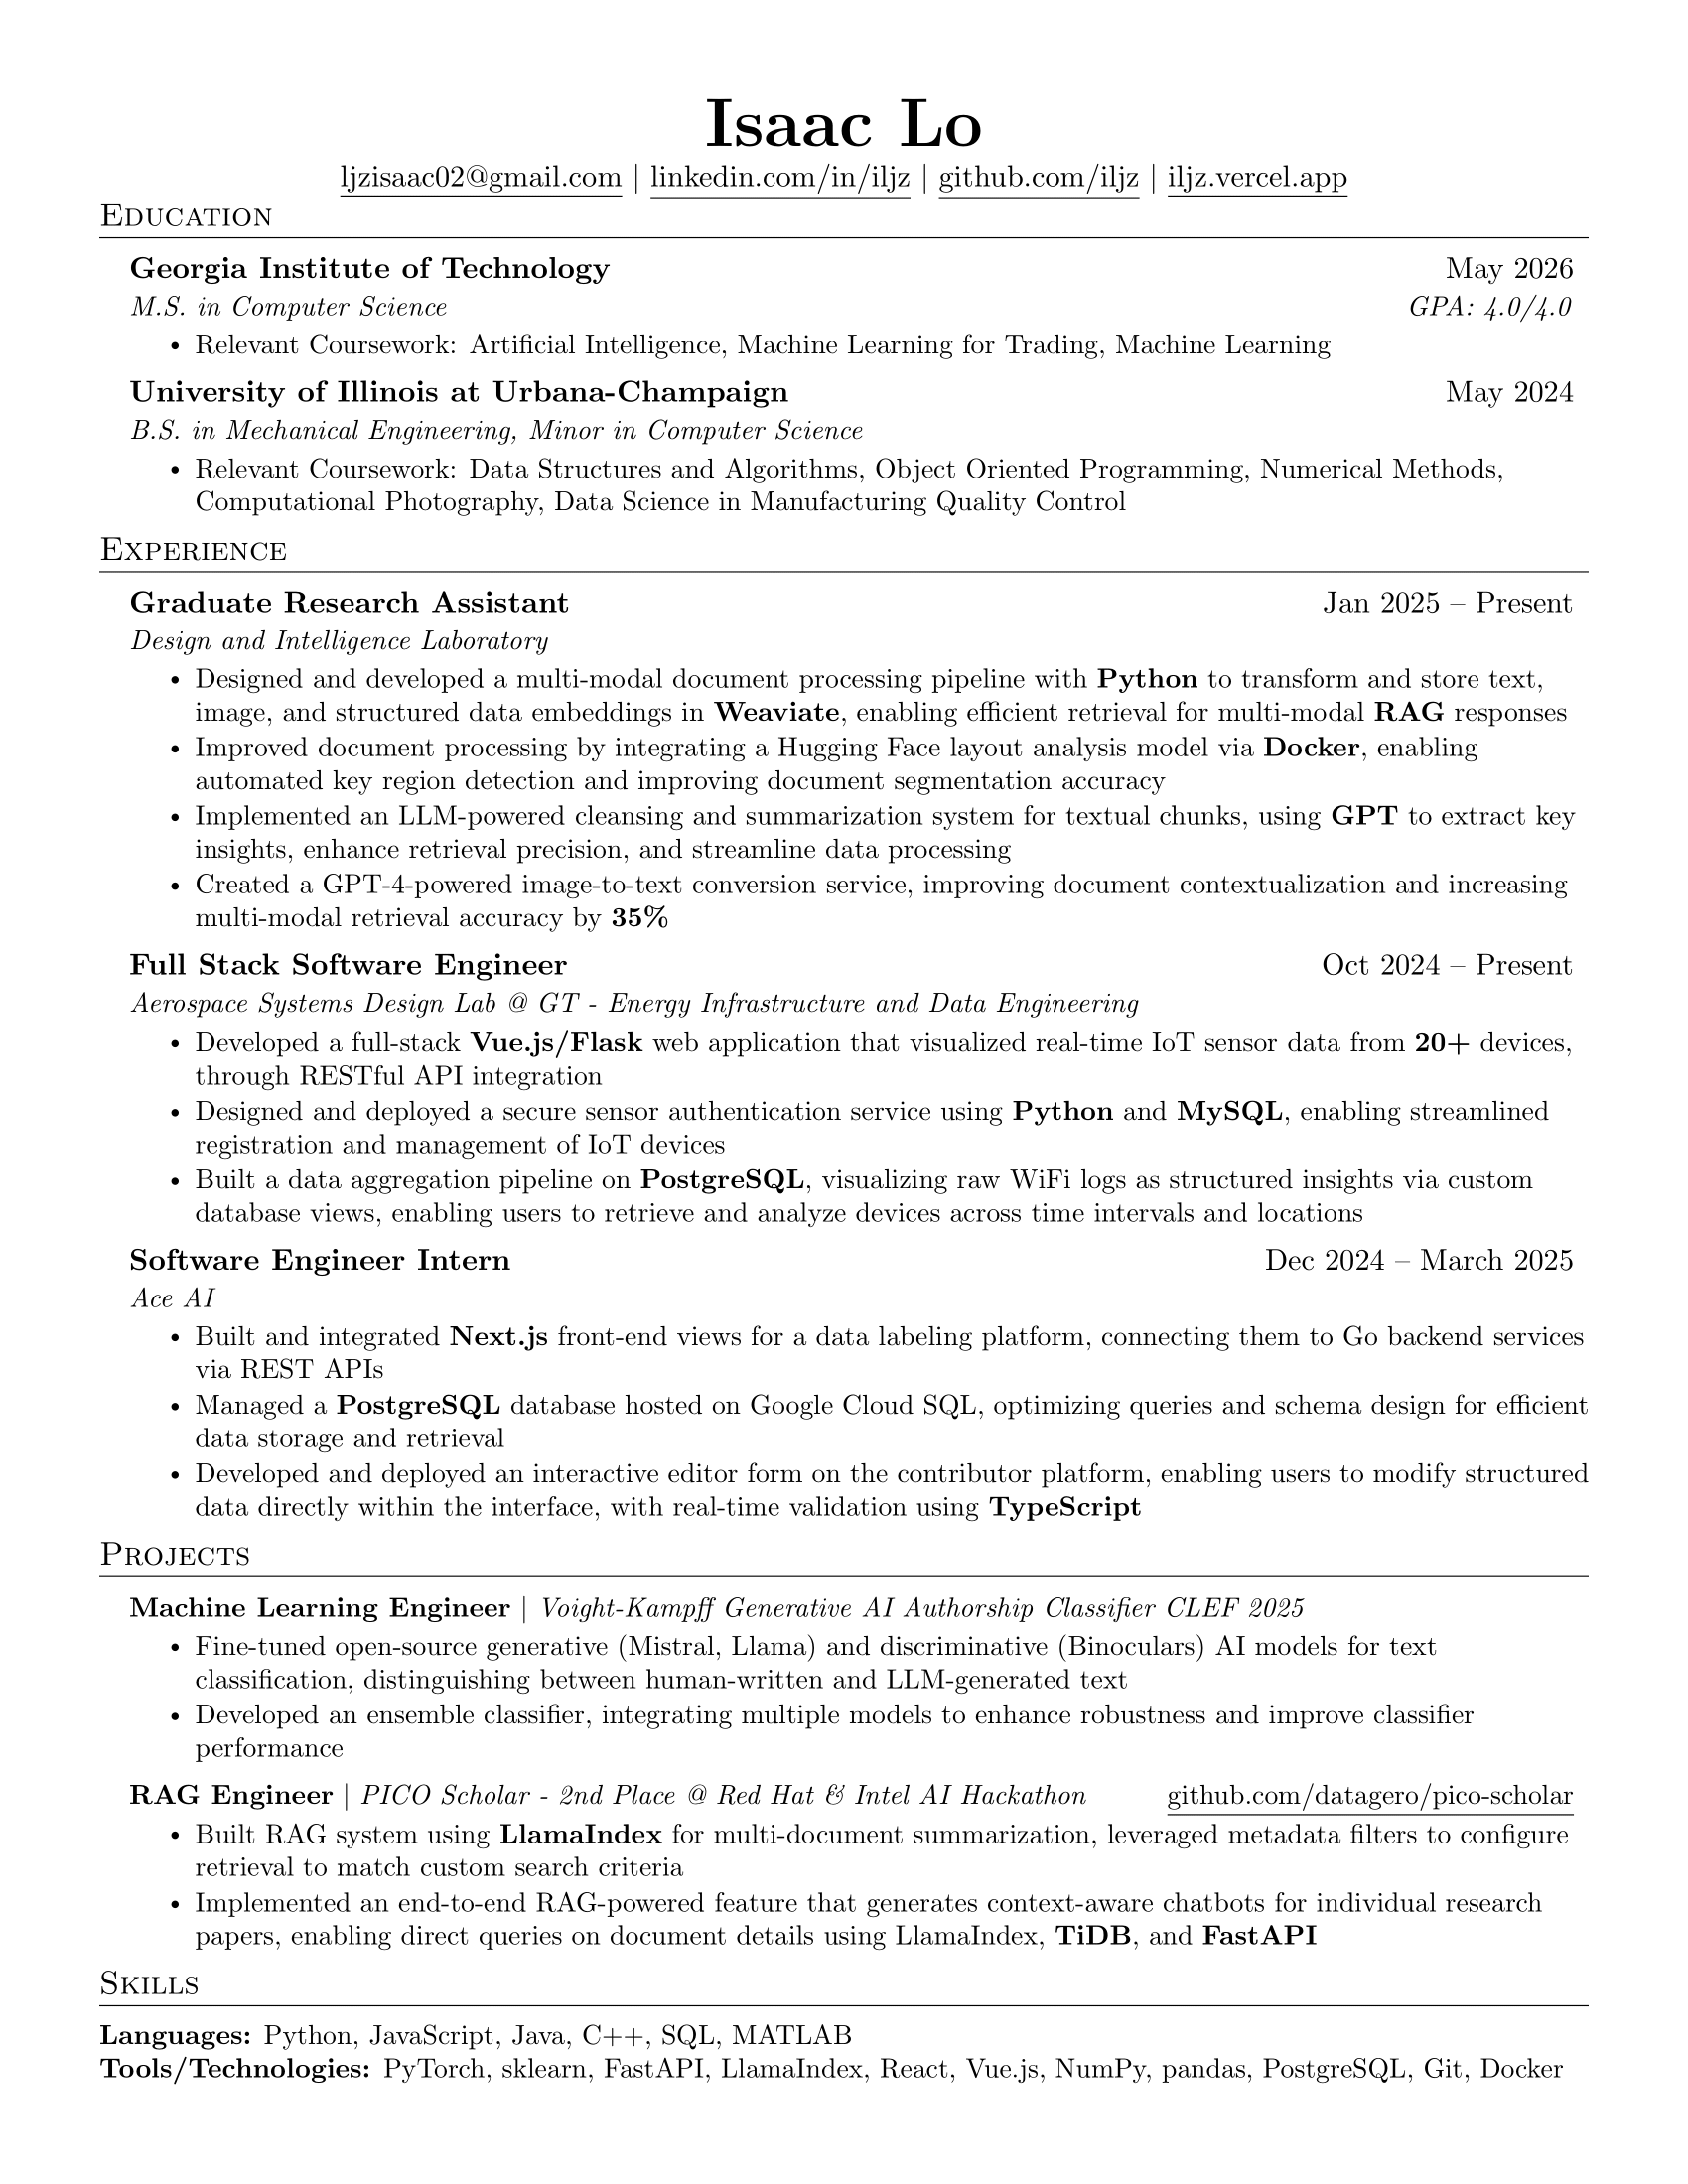 Isaac Lo
ljzisaac02@gmail.com | linkedin.com/in/iljz | github.com/iljz | iljz.vercel.app
Education
Georgia Institute of Technology May 2026
M.S. in Computer Science GPA: 4.0/4.0
• Relevant Coursework: Artificial Intelligence, Machine Learning for Trading, Machine Learning
University of Illinois at Urbana-Champaign May 2024
B.S. in Mechanical Engineering, Minor in Computer Science
• Relevant Coursework: Data Structures and Algorithms, Object Oriented Programming, Numerical Methods,
Computational Photography, Data Science in Manufacturing Quality Control
Experience
Graduate Research Assistant Jan 2025 – Present
Design and Intelligence Laboratory
• Designed and developed a multi-modal document processing pipeline with Python to transform and store text,
image, and structured data embeddings in Weaviate, enabling efficient retrieval for multi-modal RAG responses
• Improved document processing by integrating a Hugging Face layout analysis model via Docker, enabling
automated key region detection and improving document segmentation accuracy
• Implemented an LLM-powered cleansing and summarization system for textual chunks, using GPT to extract key
insights, enhance retrieval precision, and streamline data processing
• Created a GPT-4-powered image-to-text conversion service, improving document contextualization and increasing
multi-modal retrieval accuracy by 35%
Full Stack Software Engineer Oct 2024 – Present
Aerospace Systems Design Lab @ GT - Energy Infrastructure and Data Engineering
• Developed a full-stack Vue.js/Flask web application that visualized real-time IoT sensor data from 20+ devices,
through RESTful API integration
• Designed and deployed a secure sensor authentication service using Python and MySQL, enabling streamlined
registration and management of IoT devices
• Built a data aggregation pipeline on PostgreSQL, visualizing raw WiFi logs as structured insights via custom
database views, enabling users to retrieve and analyze devices across time intervals and locations
Software Engineer Intern Dec 2024 – March 2025
Ace AI
• Built and integrated Next.js front-end views for a data labeling platform, connecting them to Go backend services
via REST APIs
• Managed a PostgreSQL database hosted on Google Cloud SQL, optimizing queries and schema design for efficient
data storage and retrieval
• Developed and deployed an interactive editor form on the contributor platform, enabling users to modify structured
data directly within the interface, with real-time validation using TypeScript
Projects
Machine Learning Engineer | Voight-Kampff Generative AI Authorship Classifier CLEF 2025
• Fine-tuned open-source generative (Mistral, Llama) and discriminative (Binoculars) AI models for text
classification, distinguishing between human-written and LLM-generated text
• Developed an ensemble classifier, integrating multiple models to enhance robustness and improve classifier
performance
RAG Engineer | PICO Scholar - 2nd Place @ Red Hat & Intel AI Hackathon github.com/datagero/pico-scholar
• Built RAG system using LlamaIndex for multi-document summarization, leveraged metadata filters to configure
retrieval to match custom search criteria
• Implemented an end-to-end RAG-powered feature that generates context-aware chatbots for individual research
papers, enabling direct queries on document details using LlamaIndex, TiDB, and FastAPI
Skills
Languages: Python, JavaScript, Java, C++, SQL, MATLAB
Tools/Technologies: PyTorch, sklearn, FastAPI, LlamaIndex, React, Vue.js, NumPy, pandas, PostgreSQL, Git, Docker